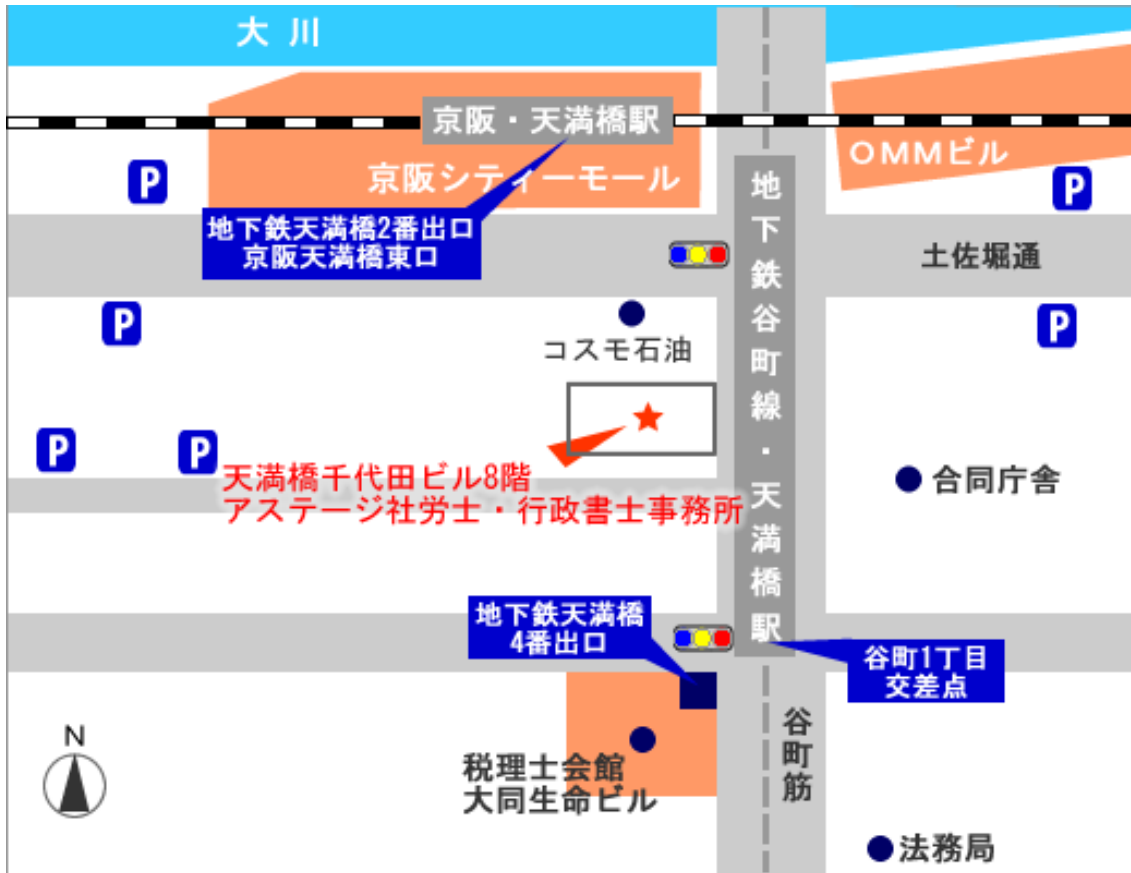 大 川
京阪・天満橋駅
OMMビル
京阪シティーモール
P
P
地下鉄天満橋2番出口
京阪天満橋東口
土佐堀通
地下鉄谷町線・天満橋駅
P
P
コスモ石油
P
P
天満橋千代田ビル8階
アステージ社労士・行政書士事務所
合同庁舎
地下鉄天満橋
4番出口
谷町1丁目
交差点
谷町筋
N
税理士会館
大同生命ビル
法務局